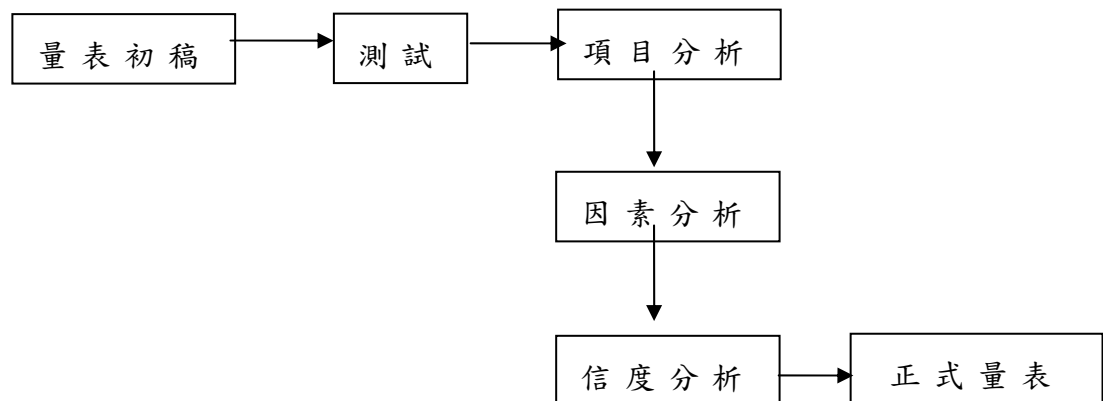 量表初稿
測試
項目分析
因素分析
信度分析
正式量表